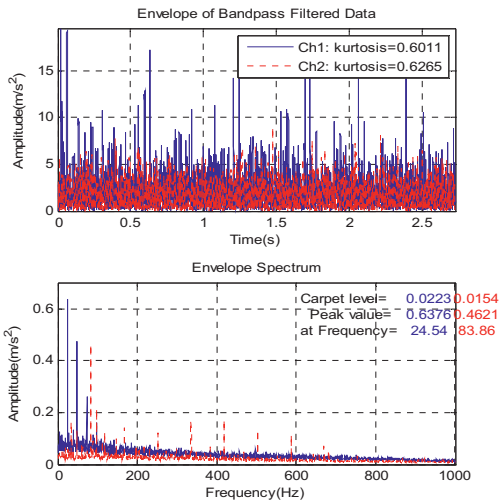 Envelope of Bandpass Filtered Data
Ch1: kurtosis=0.6011
Ch2: kurtosis=0.6265
Amplitude(m/s²)
15
10
5
0
0 0.5 1 1.5 2 2.5
Time(s)
Envelope Spectrum
Carpet level= 0.0223 0.0154
Peak value= 0.6376 0.4621
at Frequency= 24.54 83.86
Amplitude(m/s²)
0.6
0.4
0.2
0
0 200 400 600 800 1000
Frequency(Hz)